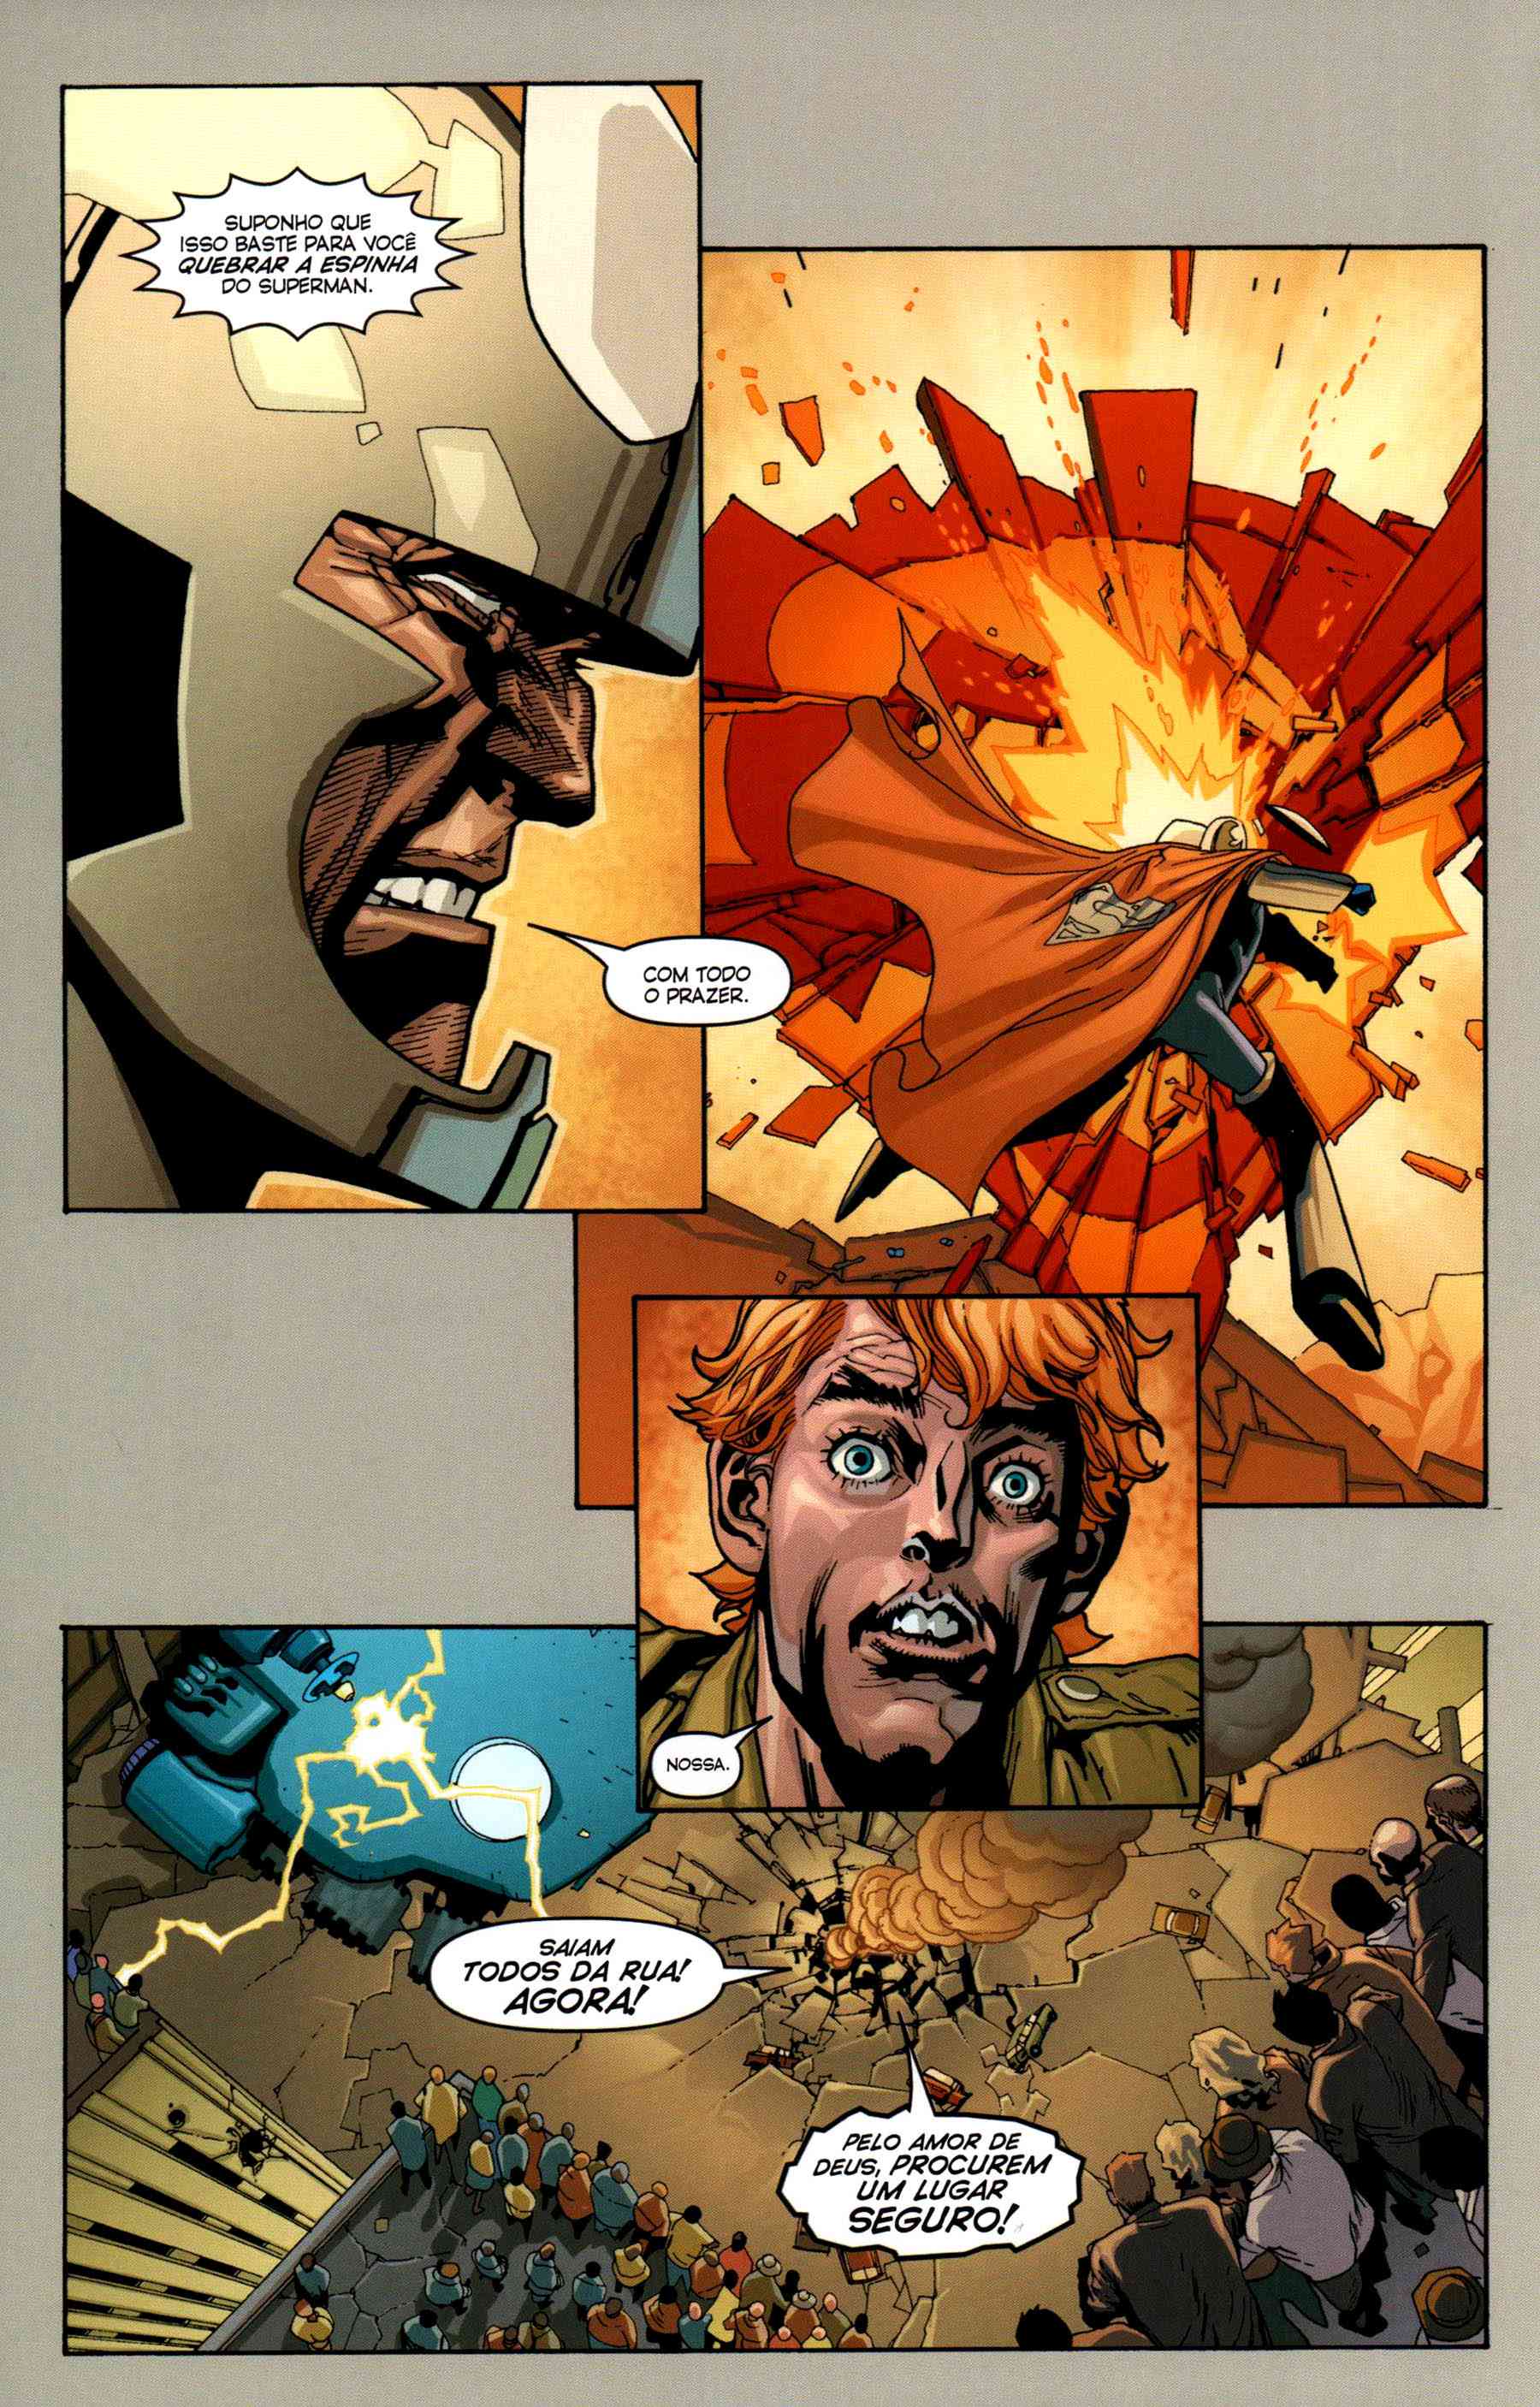 SUPONHO QUE
ISSO BASTE PARA VOCÊ
QUEBRAR A ESPINHA
DO SUPERMAN.
COM TODO
O PRAZER.
NOSSA.
SAIAM
TODOS DA RUA!
AGORA!
PELO AMOR DE
DEUS, PROCUREM
UM LUGAR
SEGURO!